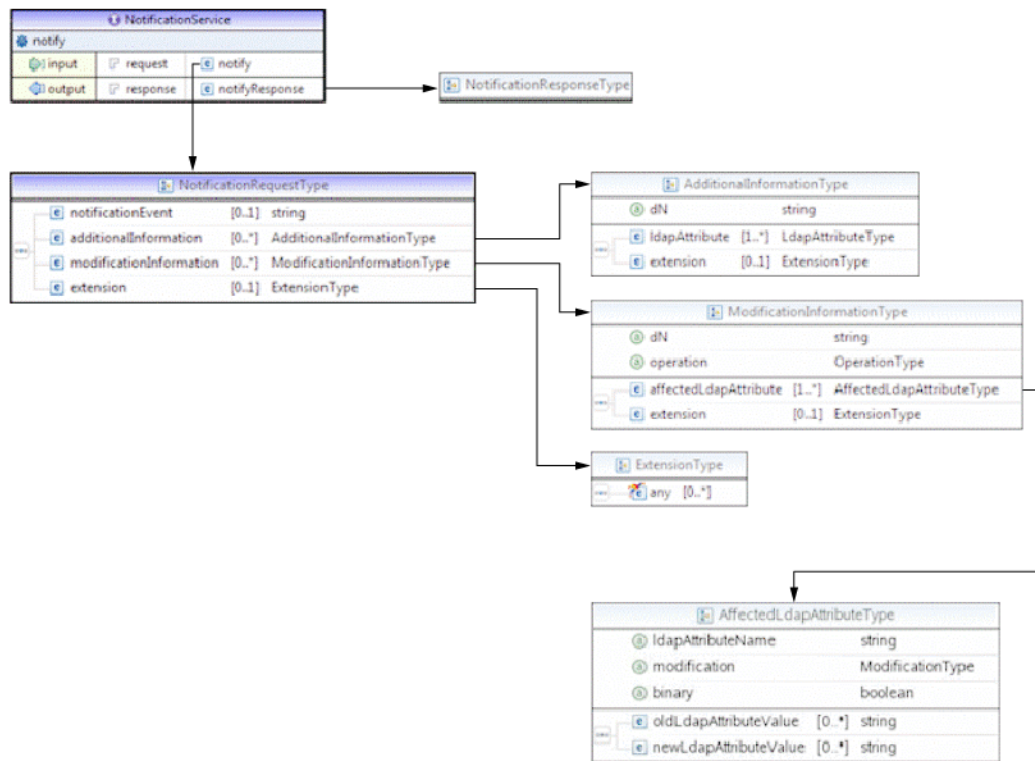 NotificationService
notify
input request notify
output response notifyResponse
NotificationResponseType
NotificationRequestType
notificationEvent [0..1] string
additionalInformation [0..*] AdditionalInformationType
modificationInformation [0..*] ModificationInformationType
extension [0..1] ExtensionType
AdditionalInformationType
dN string
ldapAttribute [1..*] LdapAttributeType
extension [0..1] ExtensionType
ModificationInformationType
dN string
operation OperationType
affectedLdapAttribute [1..*] AffectedLdapAttributeType
extension [0..1] ExtensionType
ExtensionType
any [0..*]
AffectedLdapAttributeType
ldapAttributeName string
modification ModificationType
binary boolean
oldLdapAttributeValue [0..*] string
newLdapAttributeValue [0..*] string